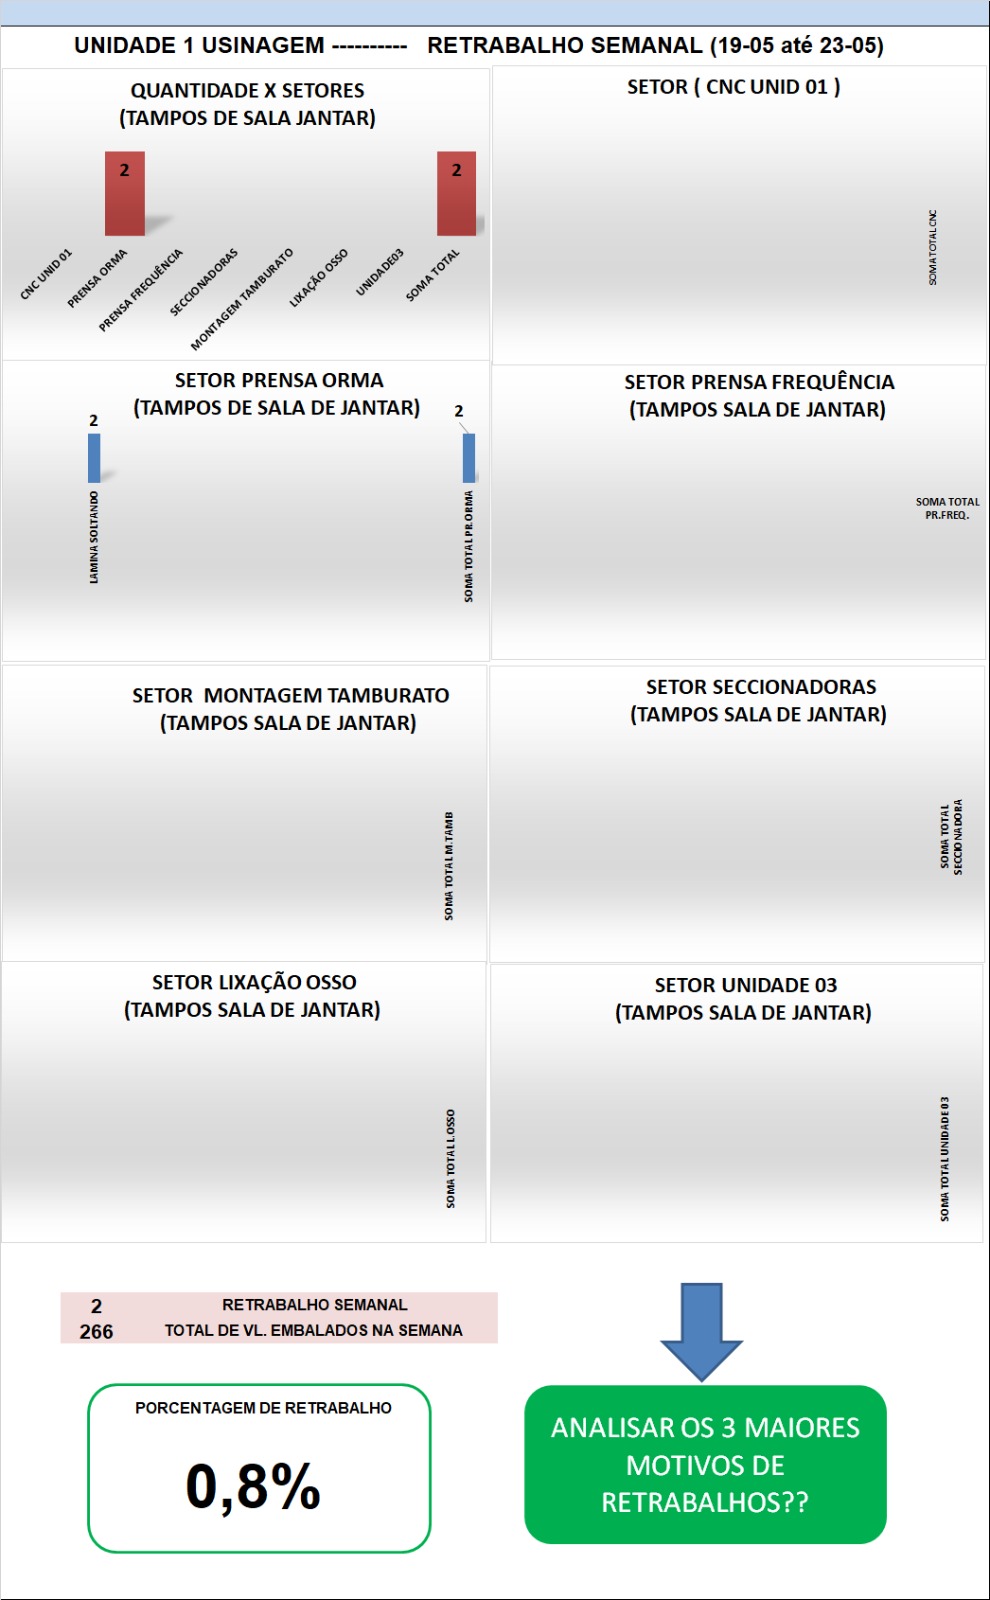 UNIDADE 1 USINAGEM ---------- RETRABALHO SEMANAL (19-05 até 23-05)
QUANTIDADE X SETORES
(TAMPOS DE SALA JANTAR)
2
2
CNC UNID 01
PRENSA ORMA
PRENSA FREQUÊNCIA
SECCIONADORAS
MONTAGEM TAMBURATO
LIXAÇÃO OSSO
UNIDADE03
SOMA TOTAL
SETOR ( CNC UNID 01 )
SOMA TOTAL CNC
SETOR PRENSA ORMA
(TAMPOS DE SALA DE JANTAR)
2
2
LAMINA SOLTANDO
SOMA TOTAL PR.ORMA
SETOR PRENSA FREQUÊNCIA
(TAMPOS SALA DE JANTAR)
SOMA TOTAL
PR.FREQ.
SETOR MONTAGEM TAMBURATO
(TAMPOS SALA DE JANTAR)
SOMA TOTAL M.TAMB
SETOR SECCIONADORAS
(TAMPOS SALA DE JANTAR)
SOMA TOTAL
SECCIONADORA
SETOR LIXAÇÃO OSSO
(TAMPOS SALA DE JANTAR)
SOMA TOTAL L.OSSO
SETOR UNIDADE 03
(TAMPOS SALA DE JANTAR)
SOMA TOTAL UNIDADE 03
2 RETRABALHO SEMANAL
266 TOTAL DE VL. EMBALADOS NA SEMANA
PORCENTAGEM DE RETRABALHO
0,8%
ANALISAR OS 3 MAIORES
MOTIVOS DE
RETRABALHOS??